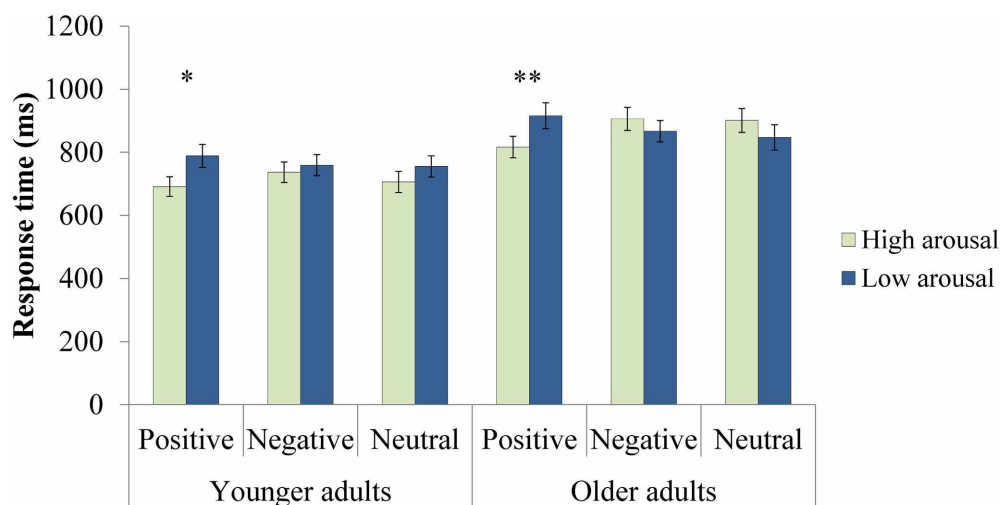 1200
1000
800
600
400
200
0
Response time (ms)
*
**
Positive Negative Neutral Positive Negative Neutral
Younger adults Older adults
High arousal
Low arousal